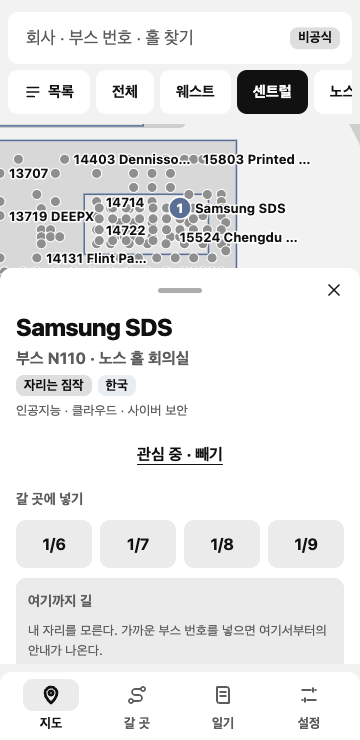 회사 · 부스 번호 · 홀 찾기
비공식
목록
전체
웨스트
센트럴
노스
14403 Dennisso...
15803 Printed ...
13707
14714
1
Samsung SDS
13719 DEEPX
14722
15524 Chengdu ...
14131 Flint Pa...
Samsung SDS
부스 N110 · 노스 홀 회의실
자리는 짐작
한국
인공지능 · 클라우드 · 사이버 보안
관심 중 · 빼기
갈 곳에 넣기
1/6
1/7
1/8
1/9
여기까지 길
내 자리를 모른다. 가까운 부스 번호를 넣으면 여기서부터의
안내가 나온다.
지도
갈 곳
일기
설정